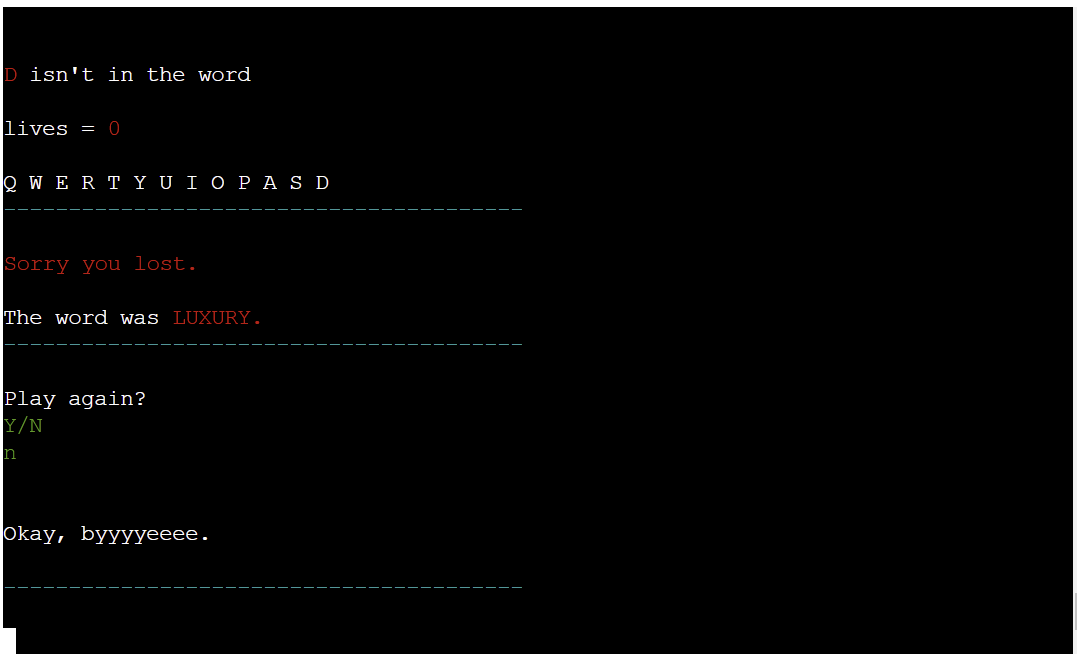 D isn't in the word
lives = 0
Q W E R T Y U I O P A S D
----------------------------------------
Sorry you lost.
The word was LUXURY.
----------------------------------------
Play again?
Y/N
n
Okay, byyyyeeee.
----------------------------------------